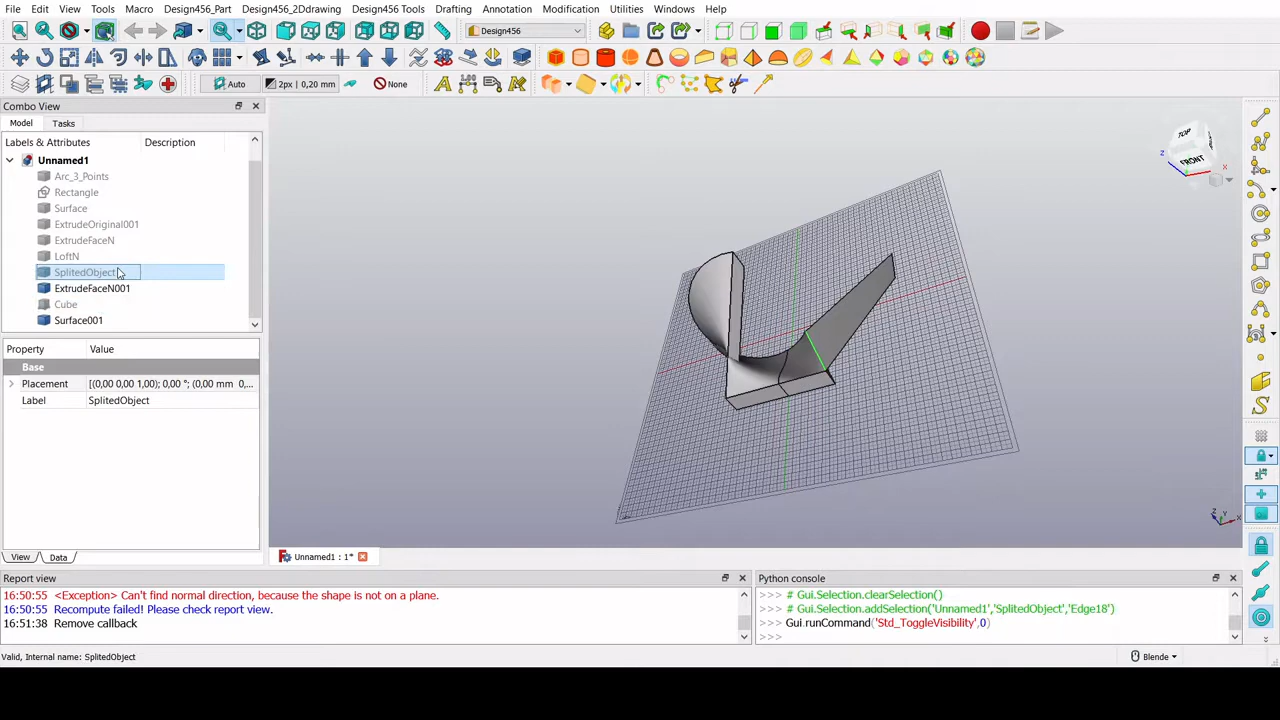 File Edit View Tools Macro Design456_Part Design456_2Ddrawing Design456 Tools Drafting Annotation Modification Utilities Windows Help
Design456
Auto 2px | 0,20 mm None
Combo View
Model Tasks
Labels & Attributes Description
Unnamed1
Arc_3_Points
Rectangle
Surface
ExtrudeOriginal001
ExtrudeFaceN
LoftN
SplitedObject
ExtrudeFaceN001
Cube
Surface001
Property Value
Base
Placement [(0,00 0,00 1,00); 0,00 °; (0,00 mm 0,...
Label SplitedObject
View Data
TOP
FRONT
Z
X
Z Y X
Unnamed1 : 1*
Report view
16:50:55 <Exception> Can't find normal direction, because the shape is not on a plane.
16:50:55 Recompute failed! Please check report view.
16:51:38 Remove callback
Python console
>>> # Gui.Selection.clearSelection()
>>> # Gui.Selection.addSelection('Unnamed1','SplitedObject','Edge18')
>>> Gui.runCommand('Std_ToggleVisibility',0)
>>>
Valid, Internal name: SplitedObject
Blende